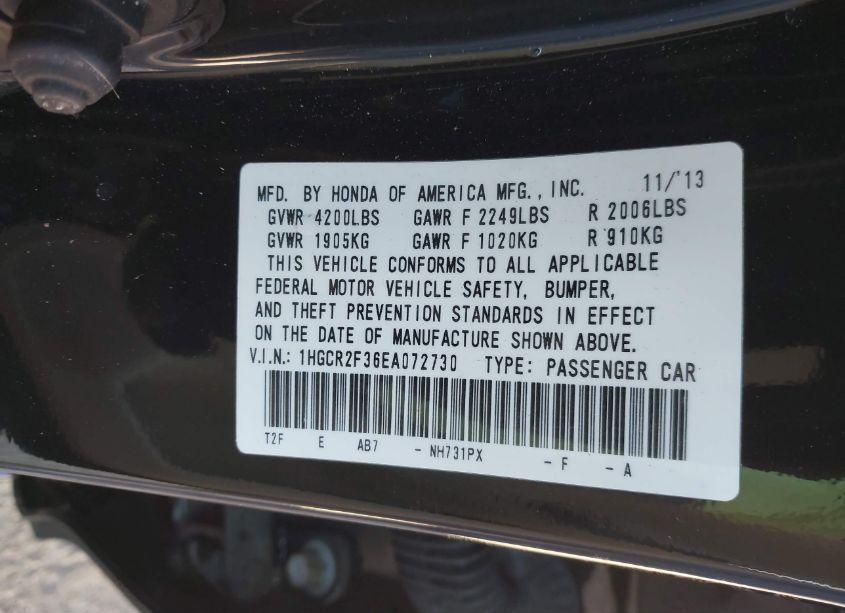 MFD. BY HONDA OF AMERICA MFG., INC. 11/'13
GVWR 4200LBS GAWR F 2249LBS R 2006LBS
GVWR 1905KG GAWR F 1020KG R 910KG
THIS VEHICLE CONFORMS TO ALL APPLICABLE
FEDERAL MOTOR VEHICLE SAFETY, BUMPER,
AND THEFT PREVENTION STANDARDS IN EFFECT
ON THE DATE OF MANUFACTURE SHOWN ABOVE.
V.I.N.: 1HGCR2F36EA072730 TYPE: PASSENGER CAR
T2F E AB7 - NH731PX - F - A